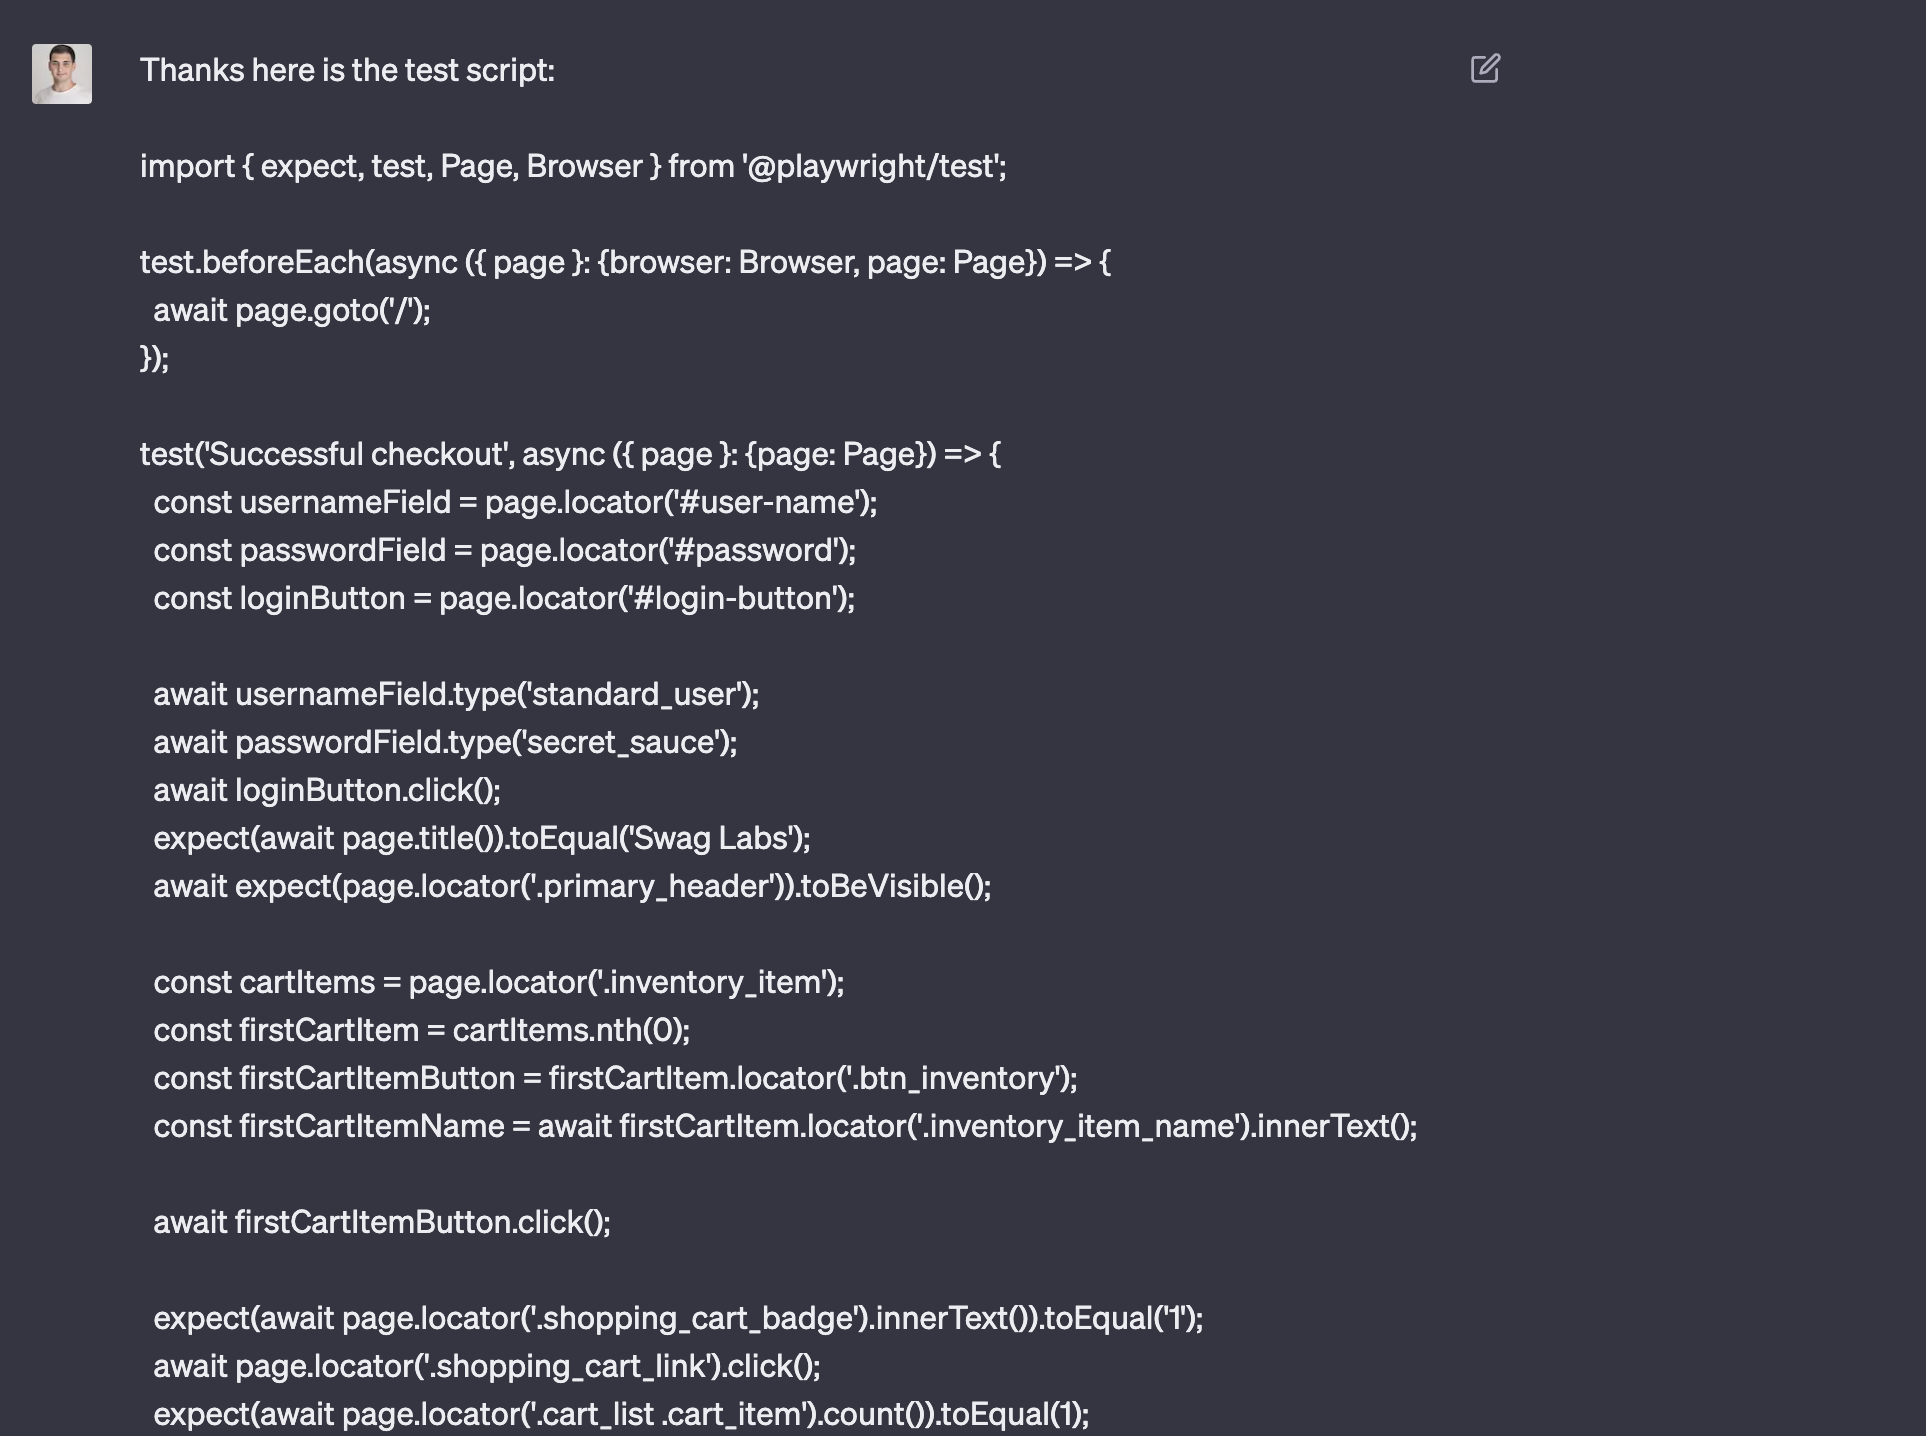 Thanks here is the test script:
import { expect, test, Page, Browser } from '@playwright/test';
test.beforeEach(async ({ page }: {browser: Browser, page: Page}) => {
await page.goto('/');
});
test('Successful checkout', async ({ page }: {page: Page}) => {
const usernameField = page.locator('#user-name');
const passwordField = page.locator('#password');
const loginButton = page.locator('#login-button');
await usernameField.type('standard_user');
await passwordField.type('secret_sauce');
await loginButton.click();
expect(await page.title()).toEqual('Swag Labs');
await expect(page.locator('.primary_header')).toBeVisible();
const cartItems = page.locator('.inventory_item');
const firstCartItem = cartItems.nth(0);
const firstCartItemButton = firstCartItem.locator('.btn_inventory');
const firstCartItemName = await firstCartItem.locator('.inventory_item_name').innerText();
await firstCartItemButton.click();
expect(await page.locator('.shopping_cart_badge').innerText()).toEqual('1');
await page.locator('.shopping_cart_link').click();
expect(await page.locator('.cart_list .cart_item').count()).toEqual(1);